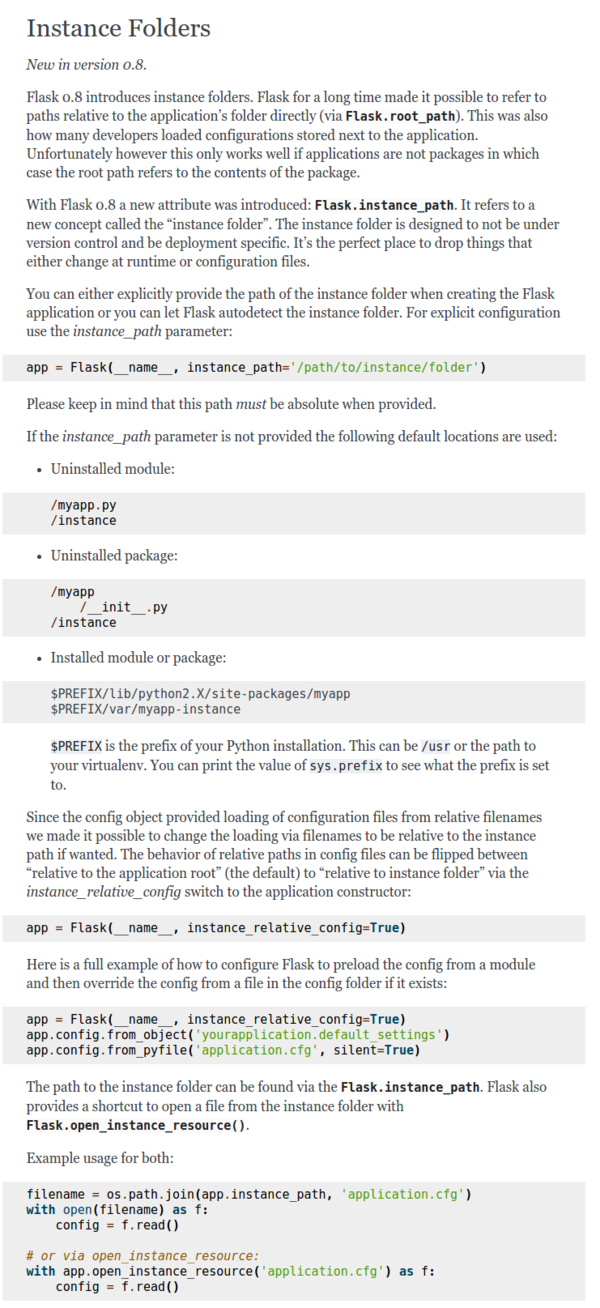 Instance Folders
New in version 0.8.
Flask 0.8 introduces instance folders. Flask for a long time made it possible to refer to
paths relative to the application’s folder directly (via Flask.root_path). This was also
how many developers loaded configurations stored next to the application.
Unfortunately however this only works well if applications are not packages in which
case the root path refers to the contents of the package.
With Flask 0.8 a new attribute was introduced: Flask.instance_path. It refers to a
new concept called the “instance folder”. The instance folder is designed to not be under
version control and be deployment specific. It’s the perfect place to drop things that
either change at runtime or configuration files.
You can either explicitly provide the path of the instance folder when creating the Flask
application or you can let Flask autodetect the instance folder. For explicit configuration
use the instance_path parameter:
app = Flask(__name__, instance_path='/path/to/instance/folder')
Please keep in mind that this path must be absolute when provided.
If the instance_path parameter is not provided the following default locations are used:
• Uninstalled module:
/myapp.py
/instance
• Uninstalled package:
/myapp
    /__init__.py
/instance
• Installed module or package:
$PREFIX/lib/python2.X/site-packages/myapp
$PREFIX/var/myapp-instance
$PREFIX is the prefix of your Python installation. This can be /usr or the path to
your virtualenv. You can print the value of sys.prefix to see what the prefix is set
to.
Since the config object provided loading of configuration files from relative filenames
we made it possible to change the loading via filenames to be relative to the instance
path if wanted. The behavior of relative paths in config files can be flipped between
“relative to the application root” (the default) to “relative to instance folder” via the
instance_relative_config switch to the application constructor:
app = Flask(__name__, instance_relative_config=True)
Here is a full example of how to configure Flask to preload the config from a module
and then override the config from a file in the config folder if it exists:
app = Flask(__name__, instance_relative_config=True)
app.config.from_object('yourapplication.default_settings')
app.config.from_pyfile('application.cfg', silent=True)
The path to the instance folder can be found via the Flask.instance_path. Flask also
provides a shortcut to open a file from the instance folder with
Flask.open_instance_resource().
Example usage for both:
filename = os.path.join(app.instance_path, 'application.cfg')
with open(filename) as f:
    config = f.read()
# or via open_instance_resource:
with app.open_instance_resource('application.cfg') as f:
    config = f.read()